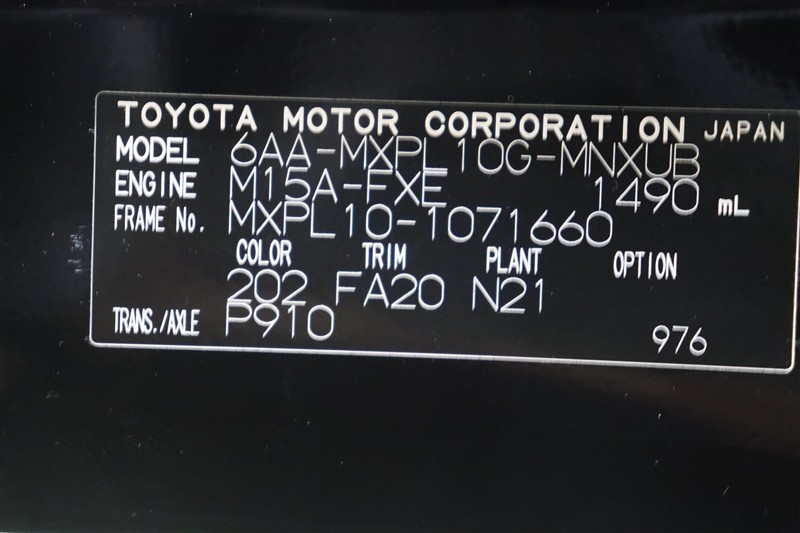 TOYOTA MOTOR CORPORATION JAPAN
MODEL 6AA-MXPL10G-MNXUB
ENGINE M15A-FXE 1490 mL
FRAME No. MXPL10-1071660
COLOR TRIM PLANT OPTION
202 FA20 N21
TRANS./AXLE P910 976